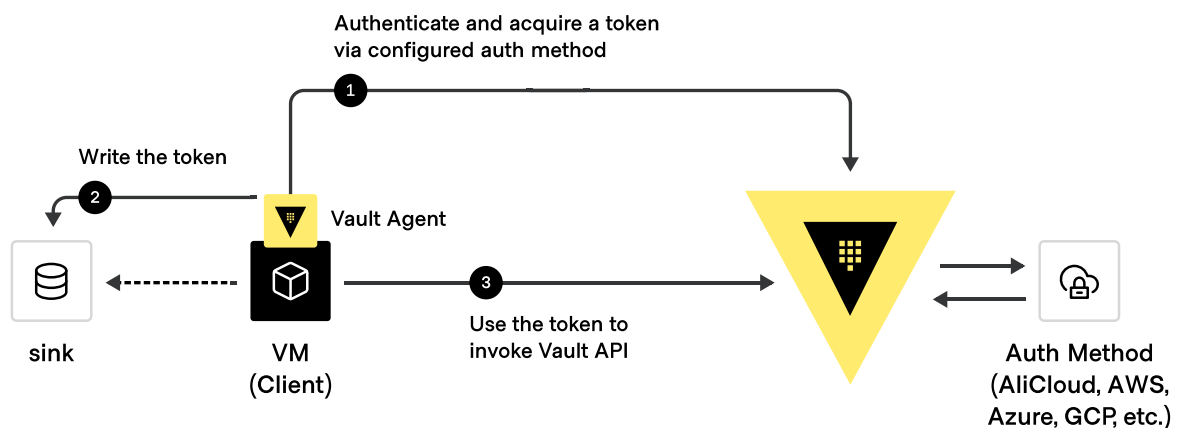 Authenticate and acquire a token
via configured auth method
1
Write the token
2
Vault Agent
3
Use the token to
invoke Vault API
sink
VM
(Client)
Auth Method
(AliCloud, AWS,
Azure, GCP, etc.)